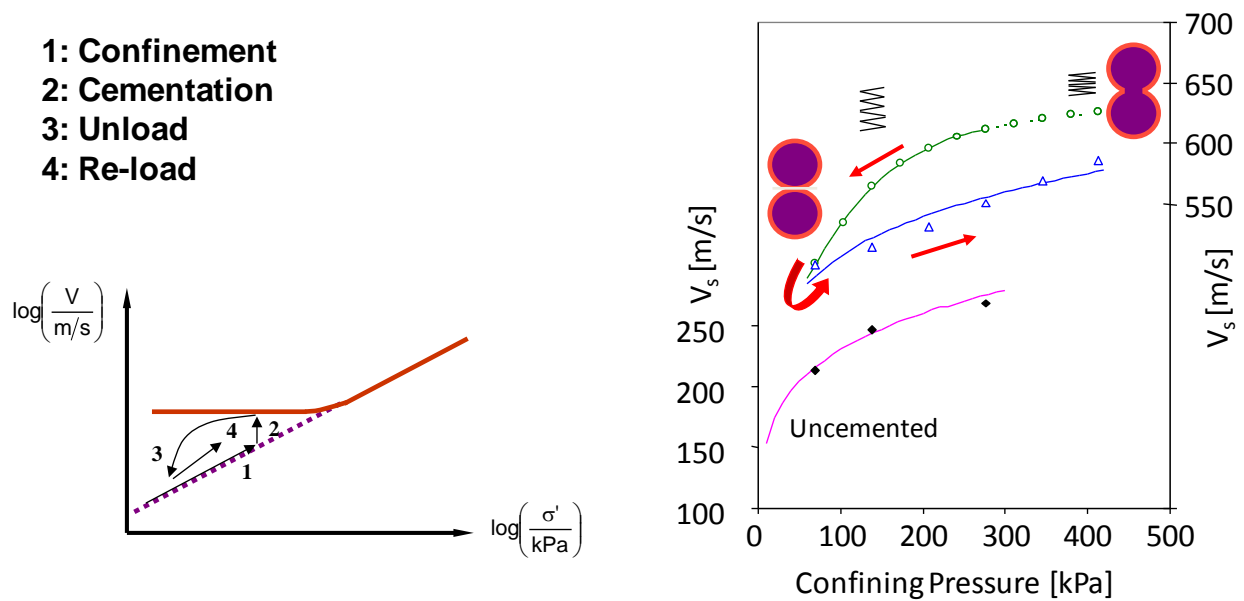 1: Confinement
2: Cementation
3: Unload
4: Re-load
log(V/m/s)
3
4
2
1
log(σ'/kPa)
700
650
600
550
Vs [m/s]
Vs [m/s]
250
200
150
100
Uncemented
0 100 200 300 400 500
Confining Pressure [kPa]